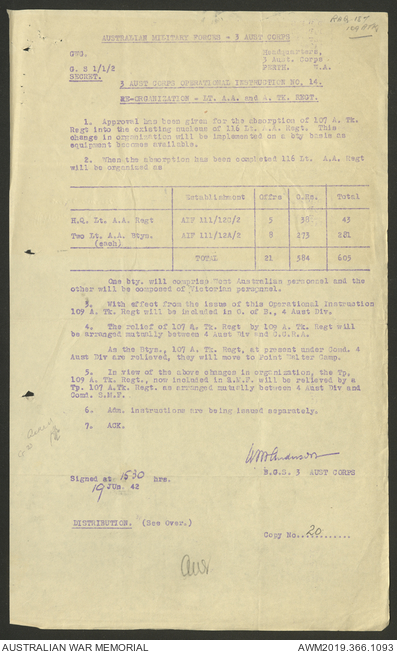 AUSTRALIAN MILITARY FORCES - 3 AUST CORPS
GWG.
Headquarters,
3 Aust. Corps
PERTH. W.A.
G. S 1/1/2
SECRET.
3 AUST CORPS OPERATIONAL INSTRUCTION NO. 14.
RE-ORGANIZATION - LT. A.A. and A. TK. REGT.
1. Approval has been given for the absorption of 107 A. Tk.
Regt into the existing nucleus of 116 Lt. A.A. Regt. This
change in organization will be implemented on a bty basis as
equipment becomes available.
2. When the absorption has been completed 116 Lt. A.A. Regt
will be organized as
Establishment Offrs O.Rs. Total
H.Q. Lt. A.A. Regt AIF 111/12C/2 5 38 43
Two Lt. A.A. Btys. AIF 111/12A/2 8 273 281
(each)
TOTAL 21 584 605
One bty. will comprise West Australian personnel and the
other will be composed of Victorian personnel.
3. With effect from the issue of this Operational Instruction
109 A. Tk. Regt will be included in O. of B., 4 Aust Div.
4. The relief of 107 A. Tk. Regt by 109 A. Tk. Regt will
be arranged mutually between 4 Aust Div and C.C.R.A.
As the Btys., 107 A. Tk. Regt, at present under Comd. 4
Aust Div are relieved, they will move to Point Walter Camp.
5. In view of the above changes in organization, the Tp,
109 A. Tk. Regt., now included in S.M.F. will be relieved by a
Tp. 107 A.Tk. Regt. as arranged mutually between 4 Aust Div and
Comd. S.M.F.
6. Adm. instructions are being issued separately.
7. ACK.
B.G.S. 3 AUST CORPS
Signed at 1530 hrs.
19 JUL. 42
DISTRIBUTION. (See Over.)
Copy No. 20
AUSTRALIAN WAR MEMORIAL
AWM2019.366.1093